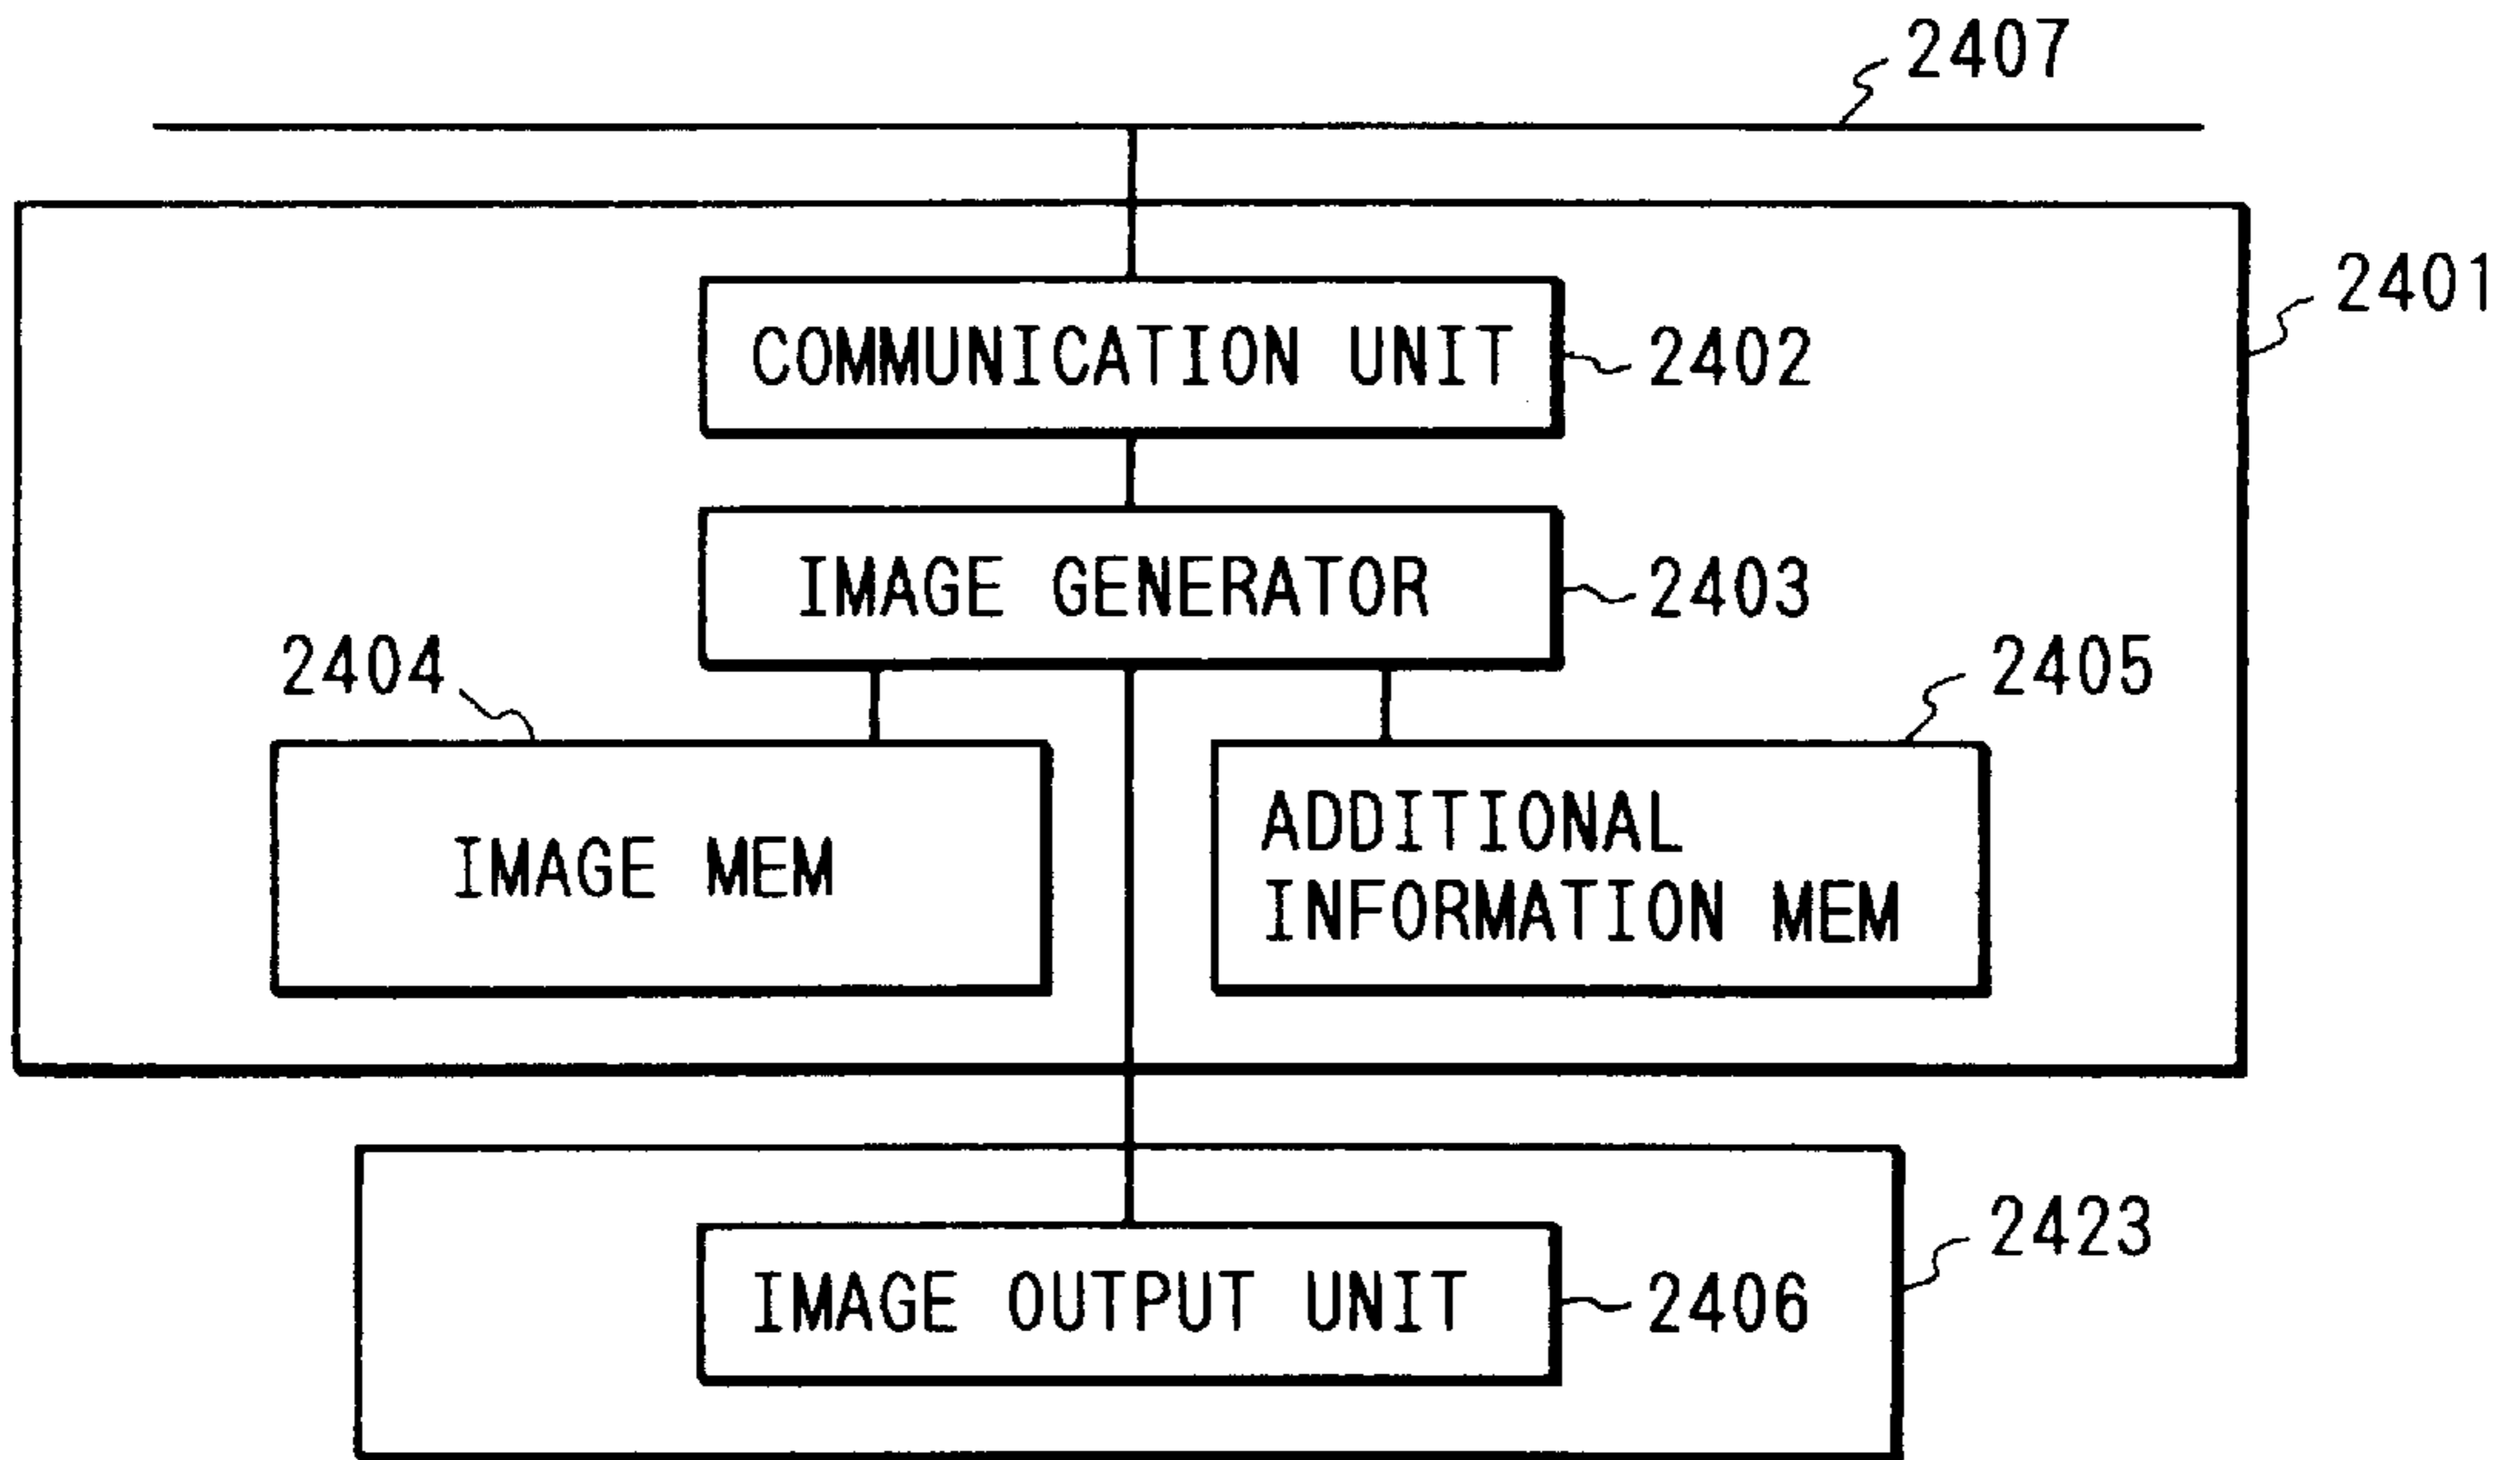 2407
2401
COMMUNICATION UNIT
2402
IMAGE GENERATOR
2403
2404
2405
IMAGE MEM
ADDITIONAL
INFORMATION MEM
2423
IMAGE OUTPUT UNIT
2406